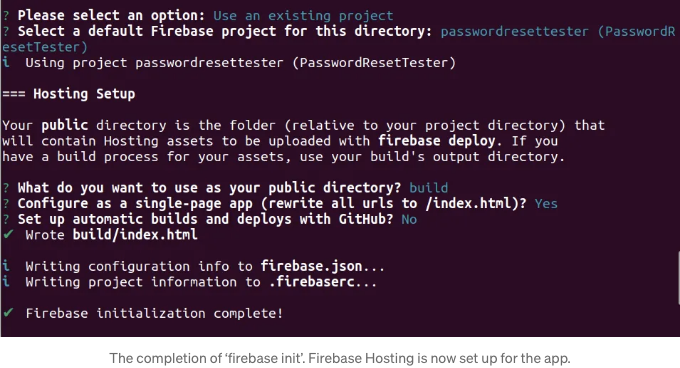 ? Please select an option: Use an existing project
? Select a default Firebase project for this directory: passwordresettester (PasswordR
esetTester)
i  Using project passwordresettester (PasswordResetTester)
=== Hosting Setup
Your public directory is the folder (relative to your project directory) that
will contain Hosting assets to be uploaded with firebase deploy. If you
have a build process for your assets, use your build's output directory.
? What do you want to use as your public directory? build
? Configure as a single-page app (rewrite all urls to /index.html)? Yes
? Set up automatic builds and deploys with GitHub? No
✔  Wrote build/index.html
i  Writing configuration info to firebase.json...
i  Writing project information to .firebaserc...
✔  Firebase initialization complete!
The completion of ‘firebase init’. Firebase Hosting is now set up for the app.